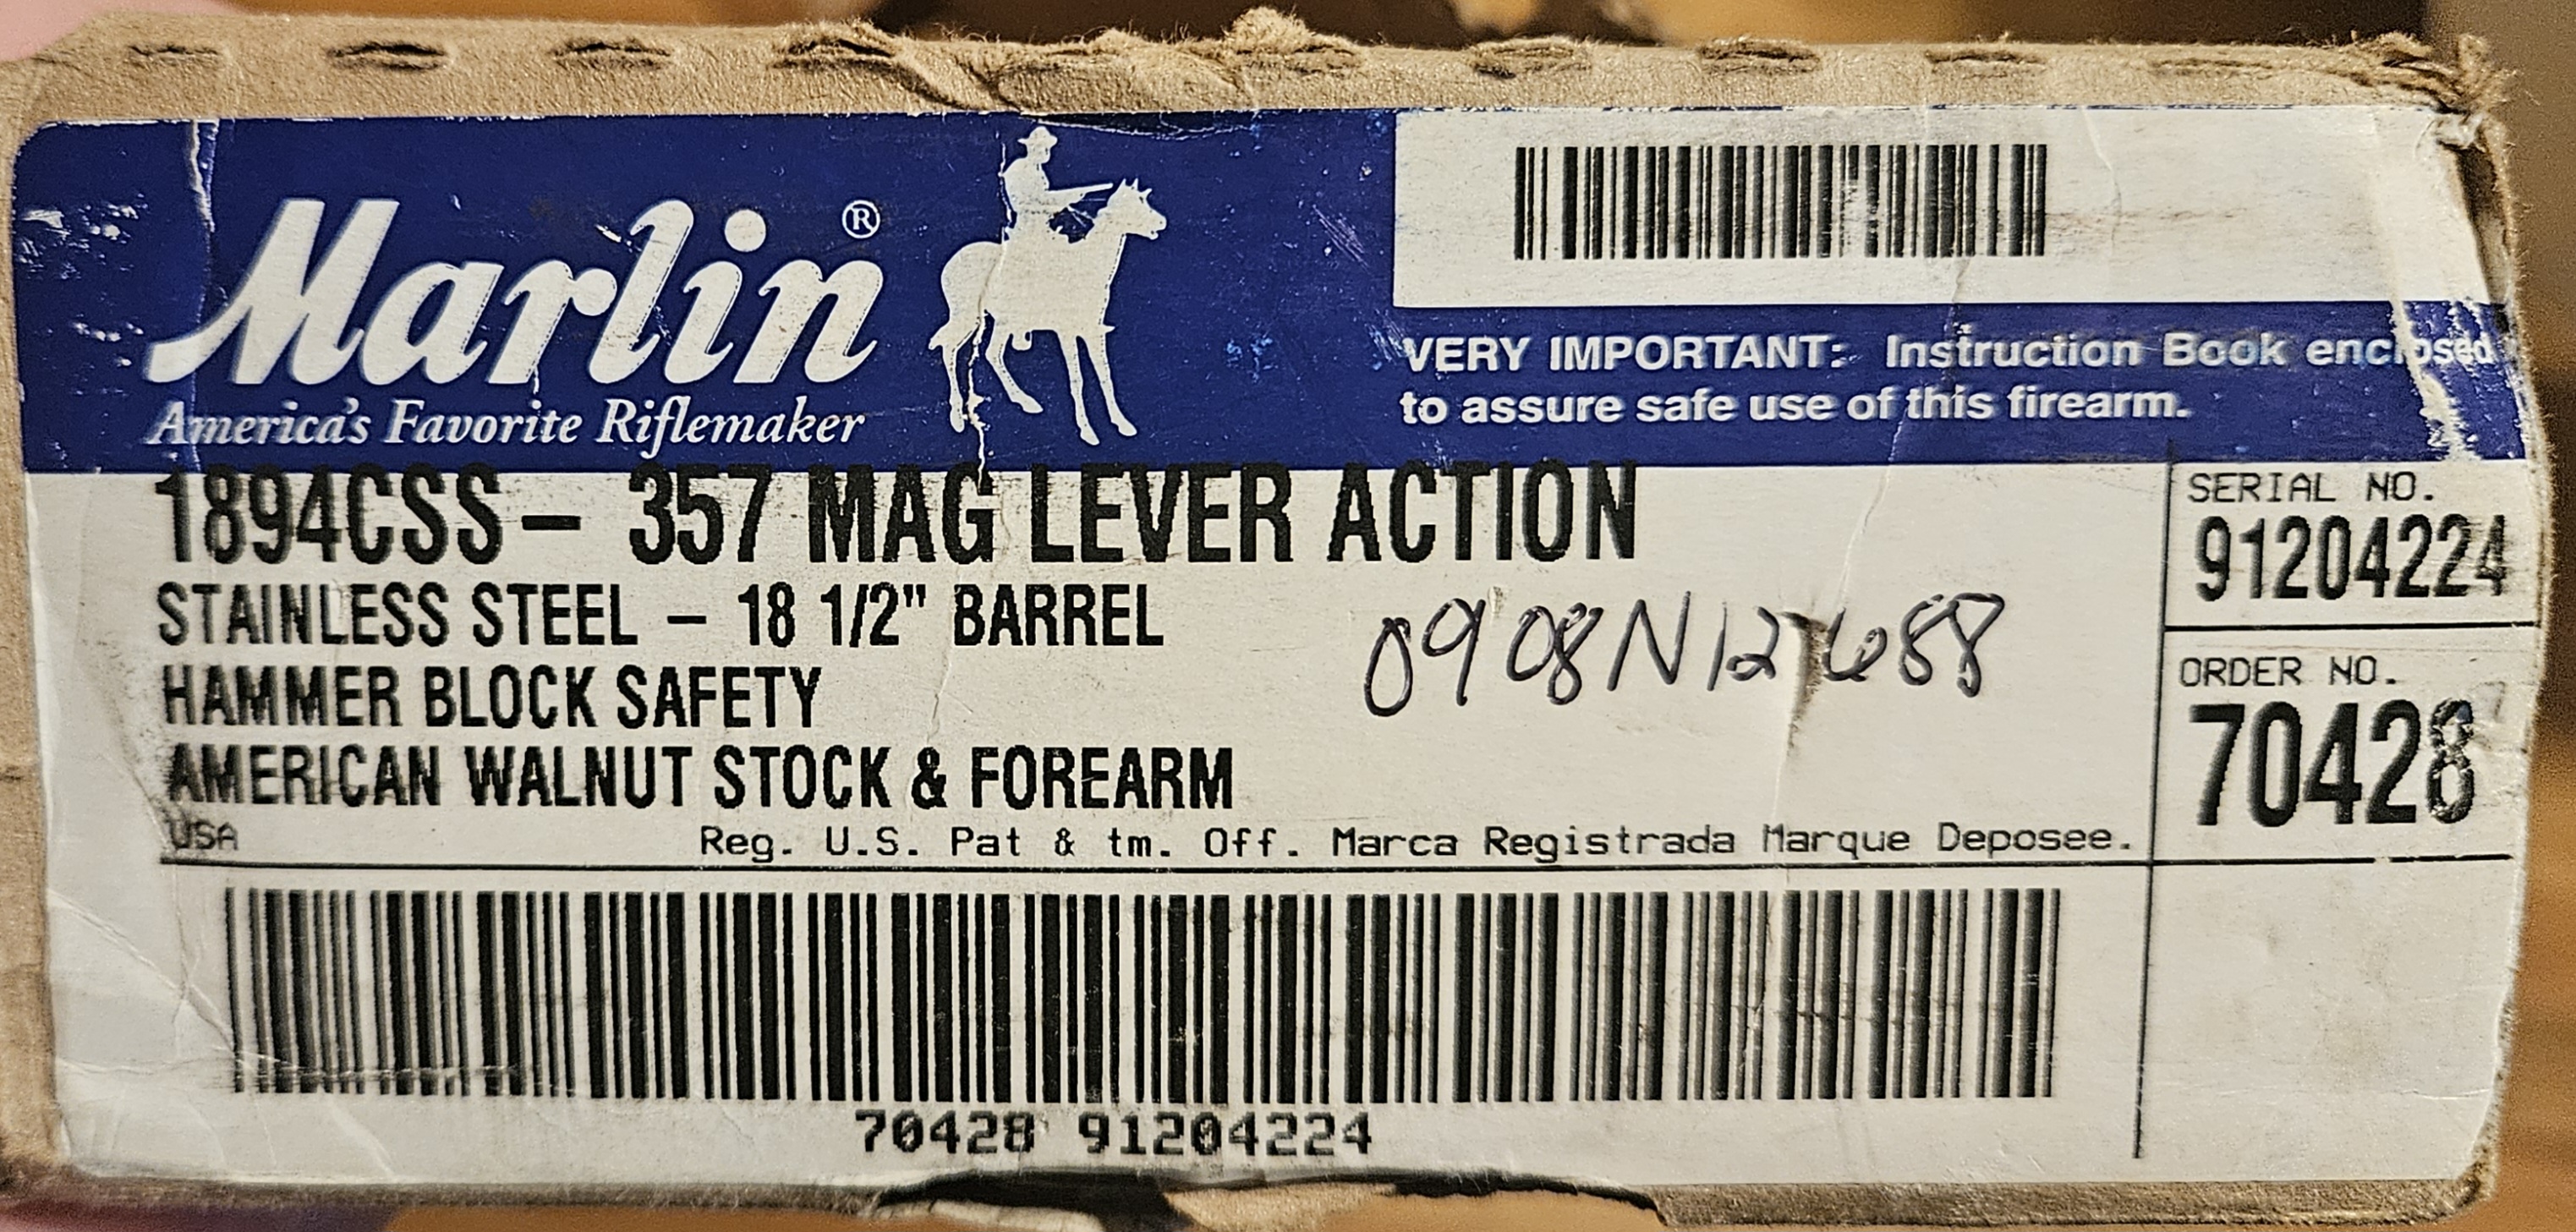 Marlin®
America's Favorite Riflemaker
VERY IMPORTANT: Instruction Book enclosed
to assure safe use of this firearm.
1894CSS – 357 MAG LEVER ACTION
STAINLESS STEEL – 18 1/2" BARREL
HAMMER BLOCK SAFETY
AMERICAN WALNUT STOCK & FOREARM
0908N12688
USA Reg. U.S. Pat & tm. Off. Marca Registrada Marque Deposee.
SERIAL NO.
91204224
ORDER NO.
70428
70428 91204224